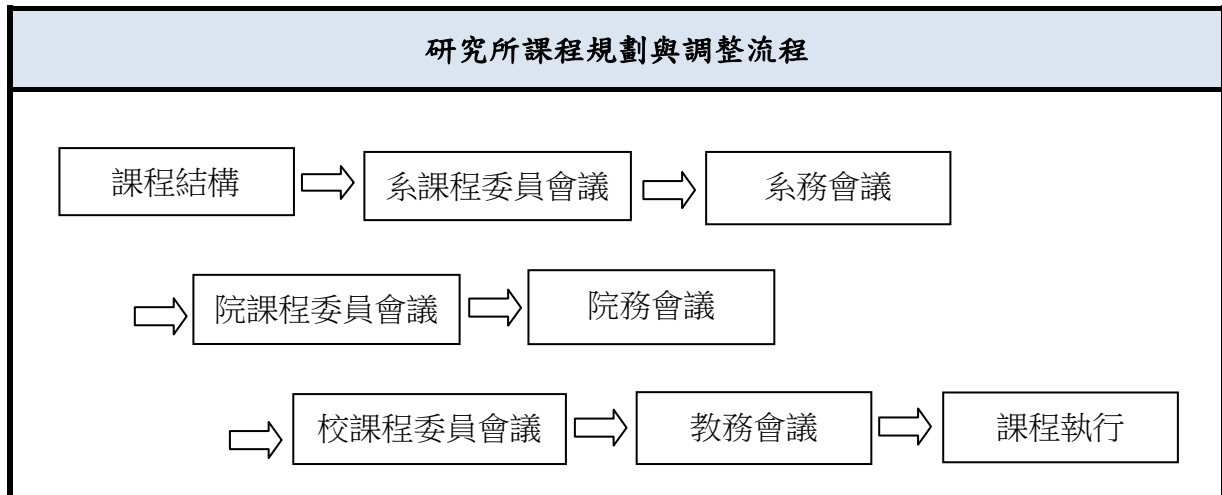 研究所課程規劃與調整流程
課程結構
系課程委員會議
系務會議
院課程委員會議
院務會議
校課程委員會議
教務會議
課程執行